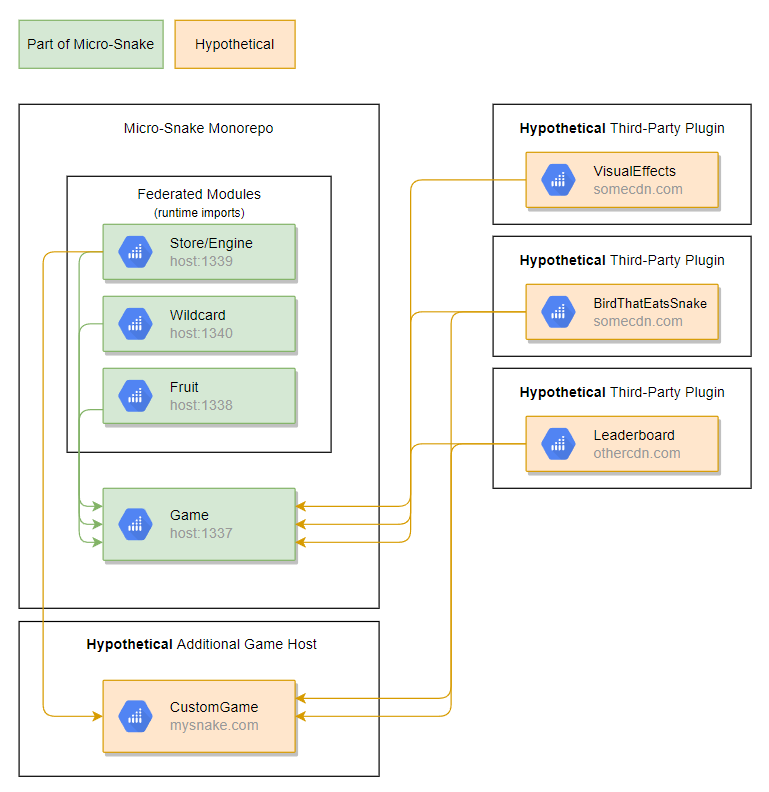 Part of Micro-Snake
Hypothetical
Micro-Snake Monorepo
Federated Modules
(runtime imports)
Store/Engine
host:1339
Wildcard
host:1340
Fruit
host:1338
Game
host:1337
Hypothetical Third-Party Plugin
VisualEffects
somecdn.com
Hypothetical Third-Party Plugin
BirdThatEatsSnake
somecdn.com
Hypothetical Third-Party Plugin
Leaderboard
othercdn.com
Hypothetical Additional Game Host
CustomGame
mysnake.com